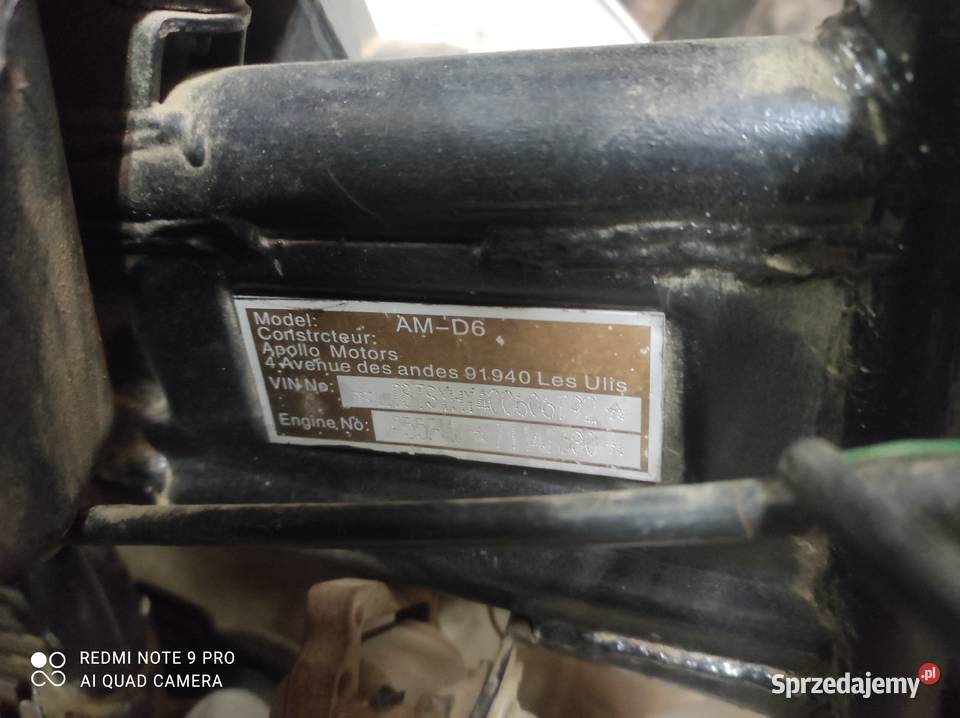 Model: AM-D6
Constrcteur:
Apollo Motors
4 Avenue des andes 91940 Les Ulis
VIN No:
Engine, No:
REDMI NOTE 9 PRO
AI QUAD CAMERA
Sprzedajemy.pl